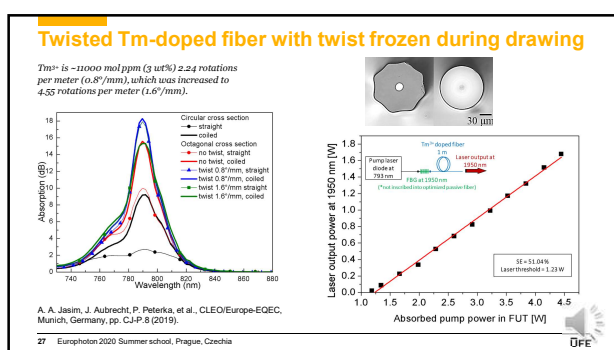 Twisted Tm-doped fiber with twist frozen during drawing
Tm³⁺ is ~11000 mol ppm (3 wt%) 2.24 rotations
per meter (0.8°/mm), which was increased to
4.55 rotations per meter (1.6°/mm).
Absorption (dB)
18
16
14
12
10
8
6
4
2
0
740 760 780 800 820 840 860 880
Wavelength (nm)
Circular cross section
straight
coiled
Octagonal cross section
no twist, straight
no twist, coiled
twist 0.8°/mm, straight
twist 0.8°/mm, coiled
twist 1.6°/mm straight
twist 1.6°/mm, coiled
30 µm
Laser output power at 1950 nm [W]
1.8
1.6
1.4
1.2
1.0
0.8
0.6
0.4
0.2
0.0
1.0 1.5 2.0 2.5 3.0 3.5 4.0 4.5
Absorbed pump power in FUT [W]
Tm³⁺ doped fiber
1 m
Pump laser
diode at
793 nm
Laser output at
1950 nm
FBG at 1950 nm
(*not inscribed into optimized passive fiber)
SE = 51.04%
Laser threshold = 1.23 W
A. A. Jasim, J. Aubrecht, P. Peterka, et al., CLEO/Europe-EQEC,
Munich, Germany, pp. CJ-P.8 (2019).
27 Europhoton 2020 Summer school, Prague, Czechia
ÚFE